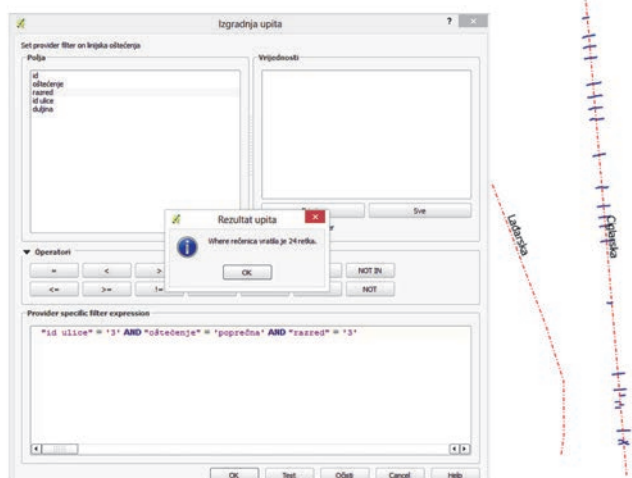 Izgradnja upita
?
Set provider filter on linijska oštećenja
Polja
Vrijednosti
id
oštećenje
razred
id ulice
duljina
Sve
Rezultat upita
Where rečenica vratila je 24 retka.
OK
Operatori
=
<
>
NOT IN
<=
>=
!=
NOT
Provider specific filter expression
"id ulice" = '3' AND "oštećenje" = 'poprečna' AND "razred" = '3'
OK
Test
Očisti
Cancel
Help
Lađarska
Ciglarska